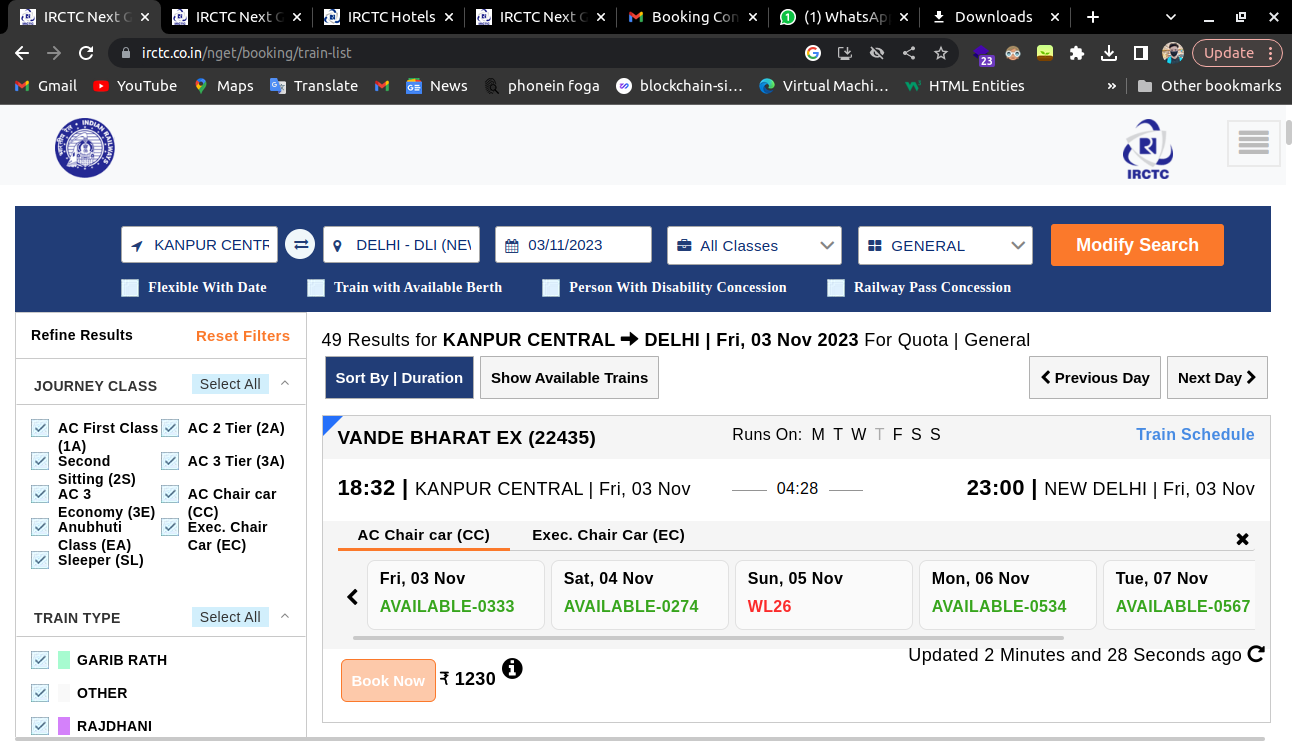 IRCTC Next G
IRCTC Next G
IRCTC Hotels
IRCTC Next G
Booking Con
(1) WhatsApp
Downloads
irctc.co.in/nget/booking/train-list
23
Update
Gmail
YouTube
Maps
Translate
News
phonein foga
blockchain-si...
Virtual Machi...
HTML Entities
»
Other bookmarks
INDIAN RAILWAYS
भारतीय रेल
IRCTC
KANPUR CENTR
DELHI - DLI (NEW
03/11/2023
All Classes
GENERAL
Modify Search
Flexible With Date
Train with Available Berth
Person With Disability Concession
Railway Pass Concession
Refine Results
Reset Filters
JOURNEY CLASS
Select All
AC First Class (1A)
AC 2 Tier (2A)
Second Sitting (2S)
AC 3 Tier (3A)
AC 3 Economy (3E)
AC Chair car (CC)
Anubhuti Class (EA)
Exec. Chair Car (EC)
Sleeper (SL)
TRAIN TYPE
Select All
GARIB RATH
OTHER
RAJDHANI
49 Results for KANPUR CENTRAL ➡ DELHI | Fri, 03 Nov 2023 For Quota | General
Sort By | Duration
Show Available Trains
Previous Day
Next Day
VANDE BHARAT EX (22435)
Runs On: M T W T F S S
Train Schedule
18:32 | KANPUR CENTRAL | Fri, 03 Nov
04:28
23:00 | NEW DELHI | Fri, 03 Nov
AC Chair car (CC)
Exec. Chair Car (EC)
Fri, 03 Nov
AVAILABLE-0333
Sat, 04 Nov
AVAILABLE-0274
Sun, 05 Nov
WL26
Mon, 06 Nov
AVAILABLE-0534
Tue, 07 Nov
AVAILABLE-0567
Updated 2 Minutes and 28 Seconds ago
Book Now
₹ 1230